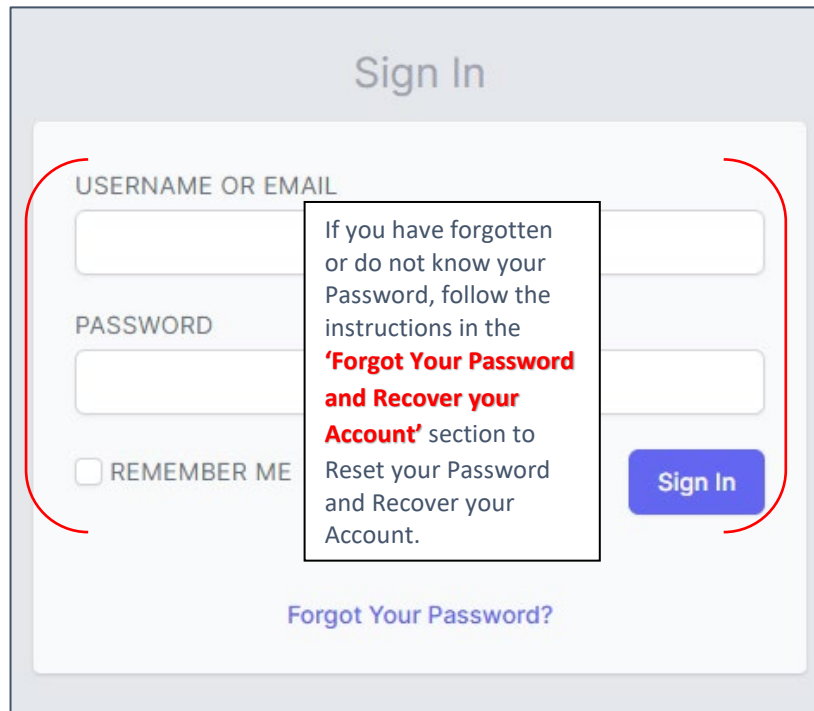 Sign In
USERNAME OR EMAIL
If you have forgotten
or do not know your
Password, follow the
instructions in the
‘Forgot Your Password
and Recover your
Account’ section to
Reset your Password
and Recover your
Account.
PASSWORD
REMEMBER ME
Sign In
Forgot Your Password?